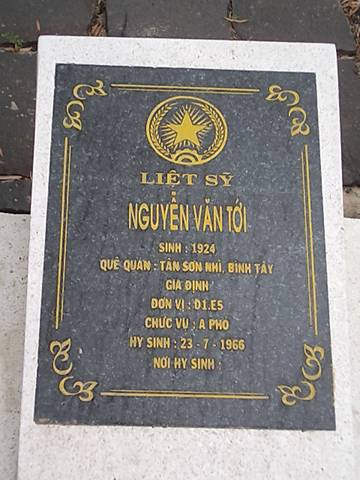 LIỆT SỸ
NGUYỄN VĂN TỚI
SINH : 1924
QUÊ QUÁN : TÂN SƠN NHÌ, BÌNH TÂY
GIA ĐỊNH
ĐƠN VỊ : D1.E5
CHỨC VỤ : A PHÓ
HY SINH : 23 - 7 - 1966
NƠI HY SINH :